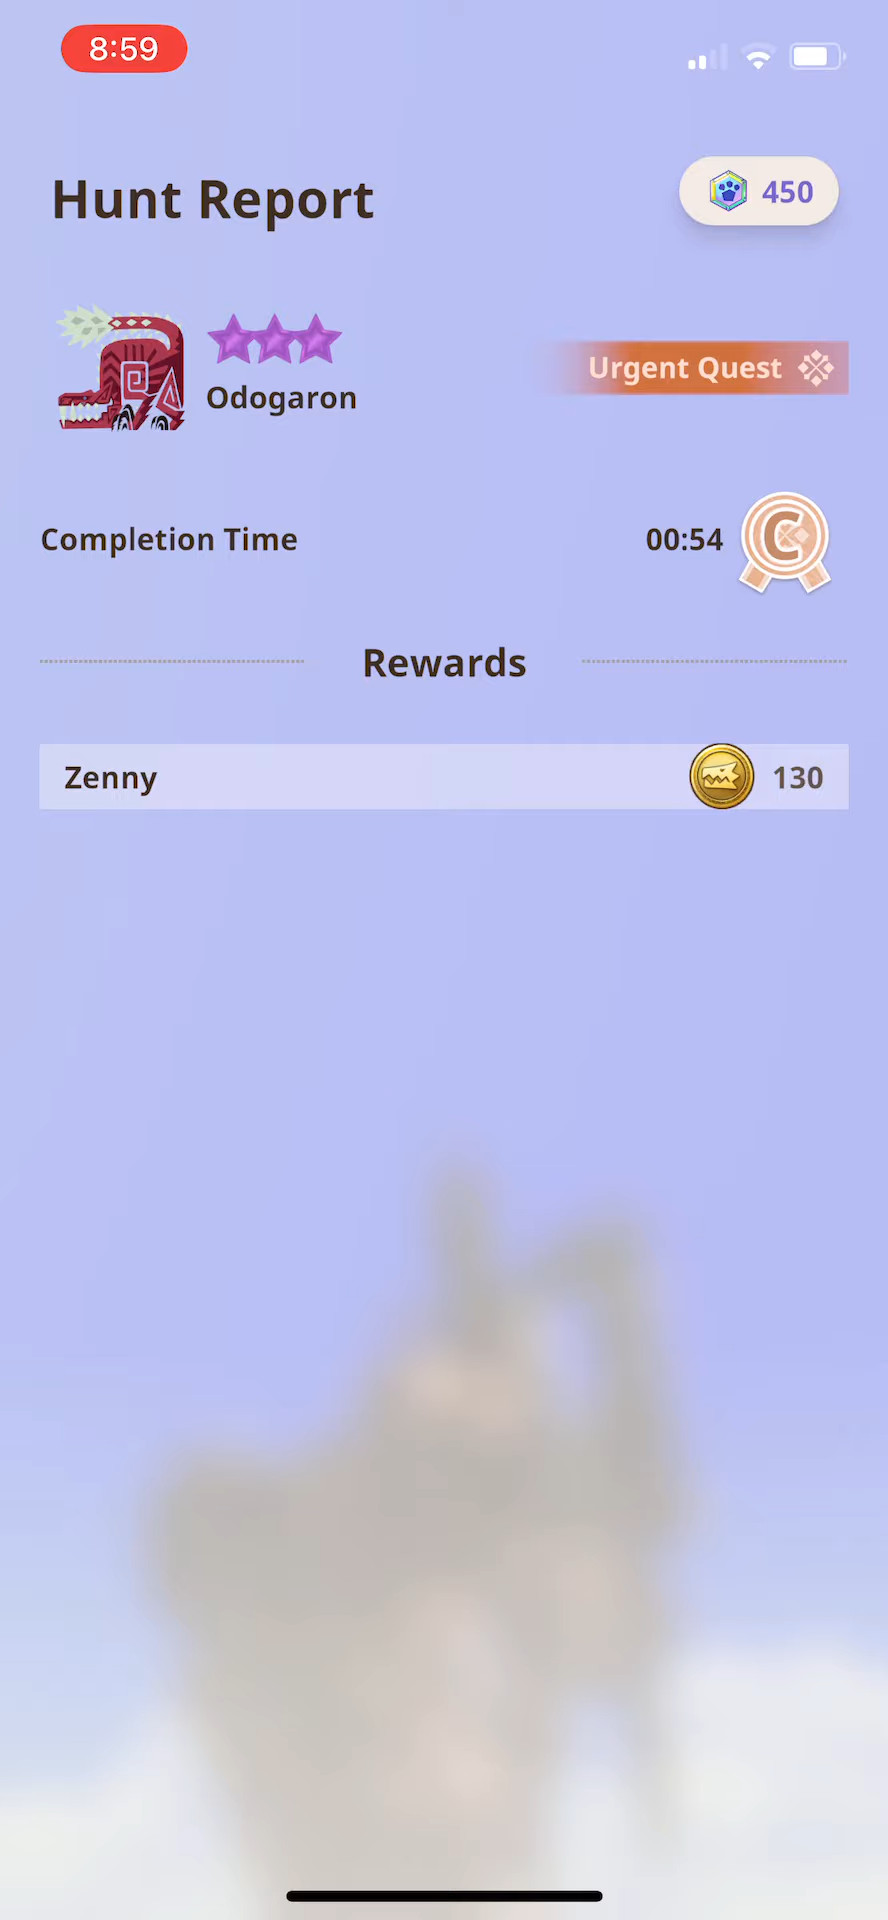 8:59
Hunt Report
450
Odogaron
Urgent Quest
Completion Time
00:54
C
Rewards
Zenny
130